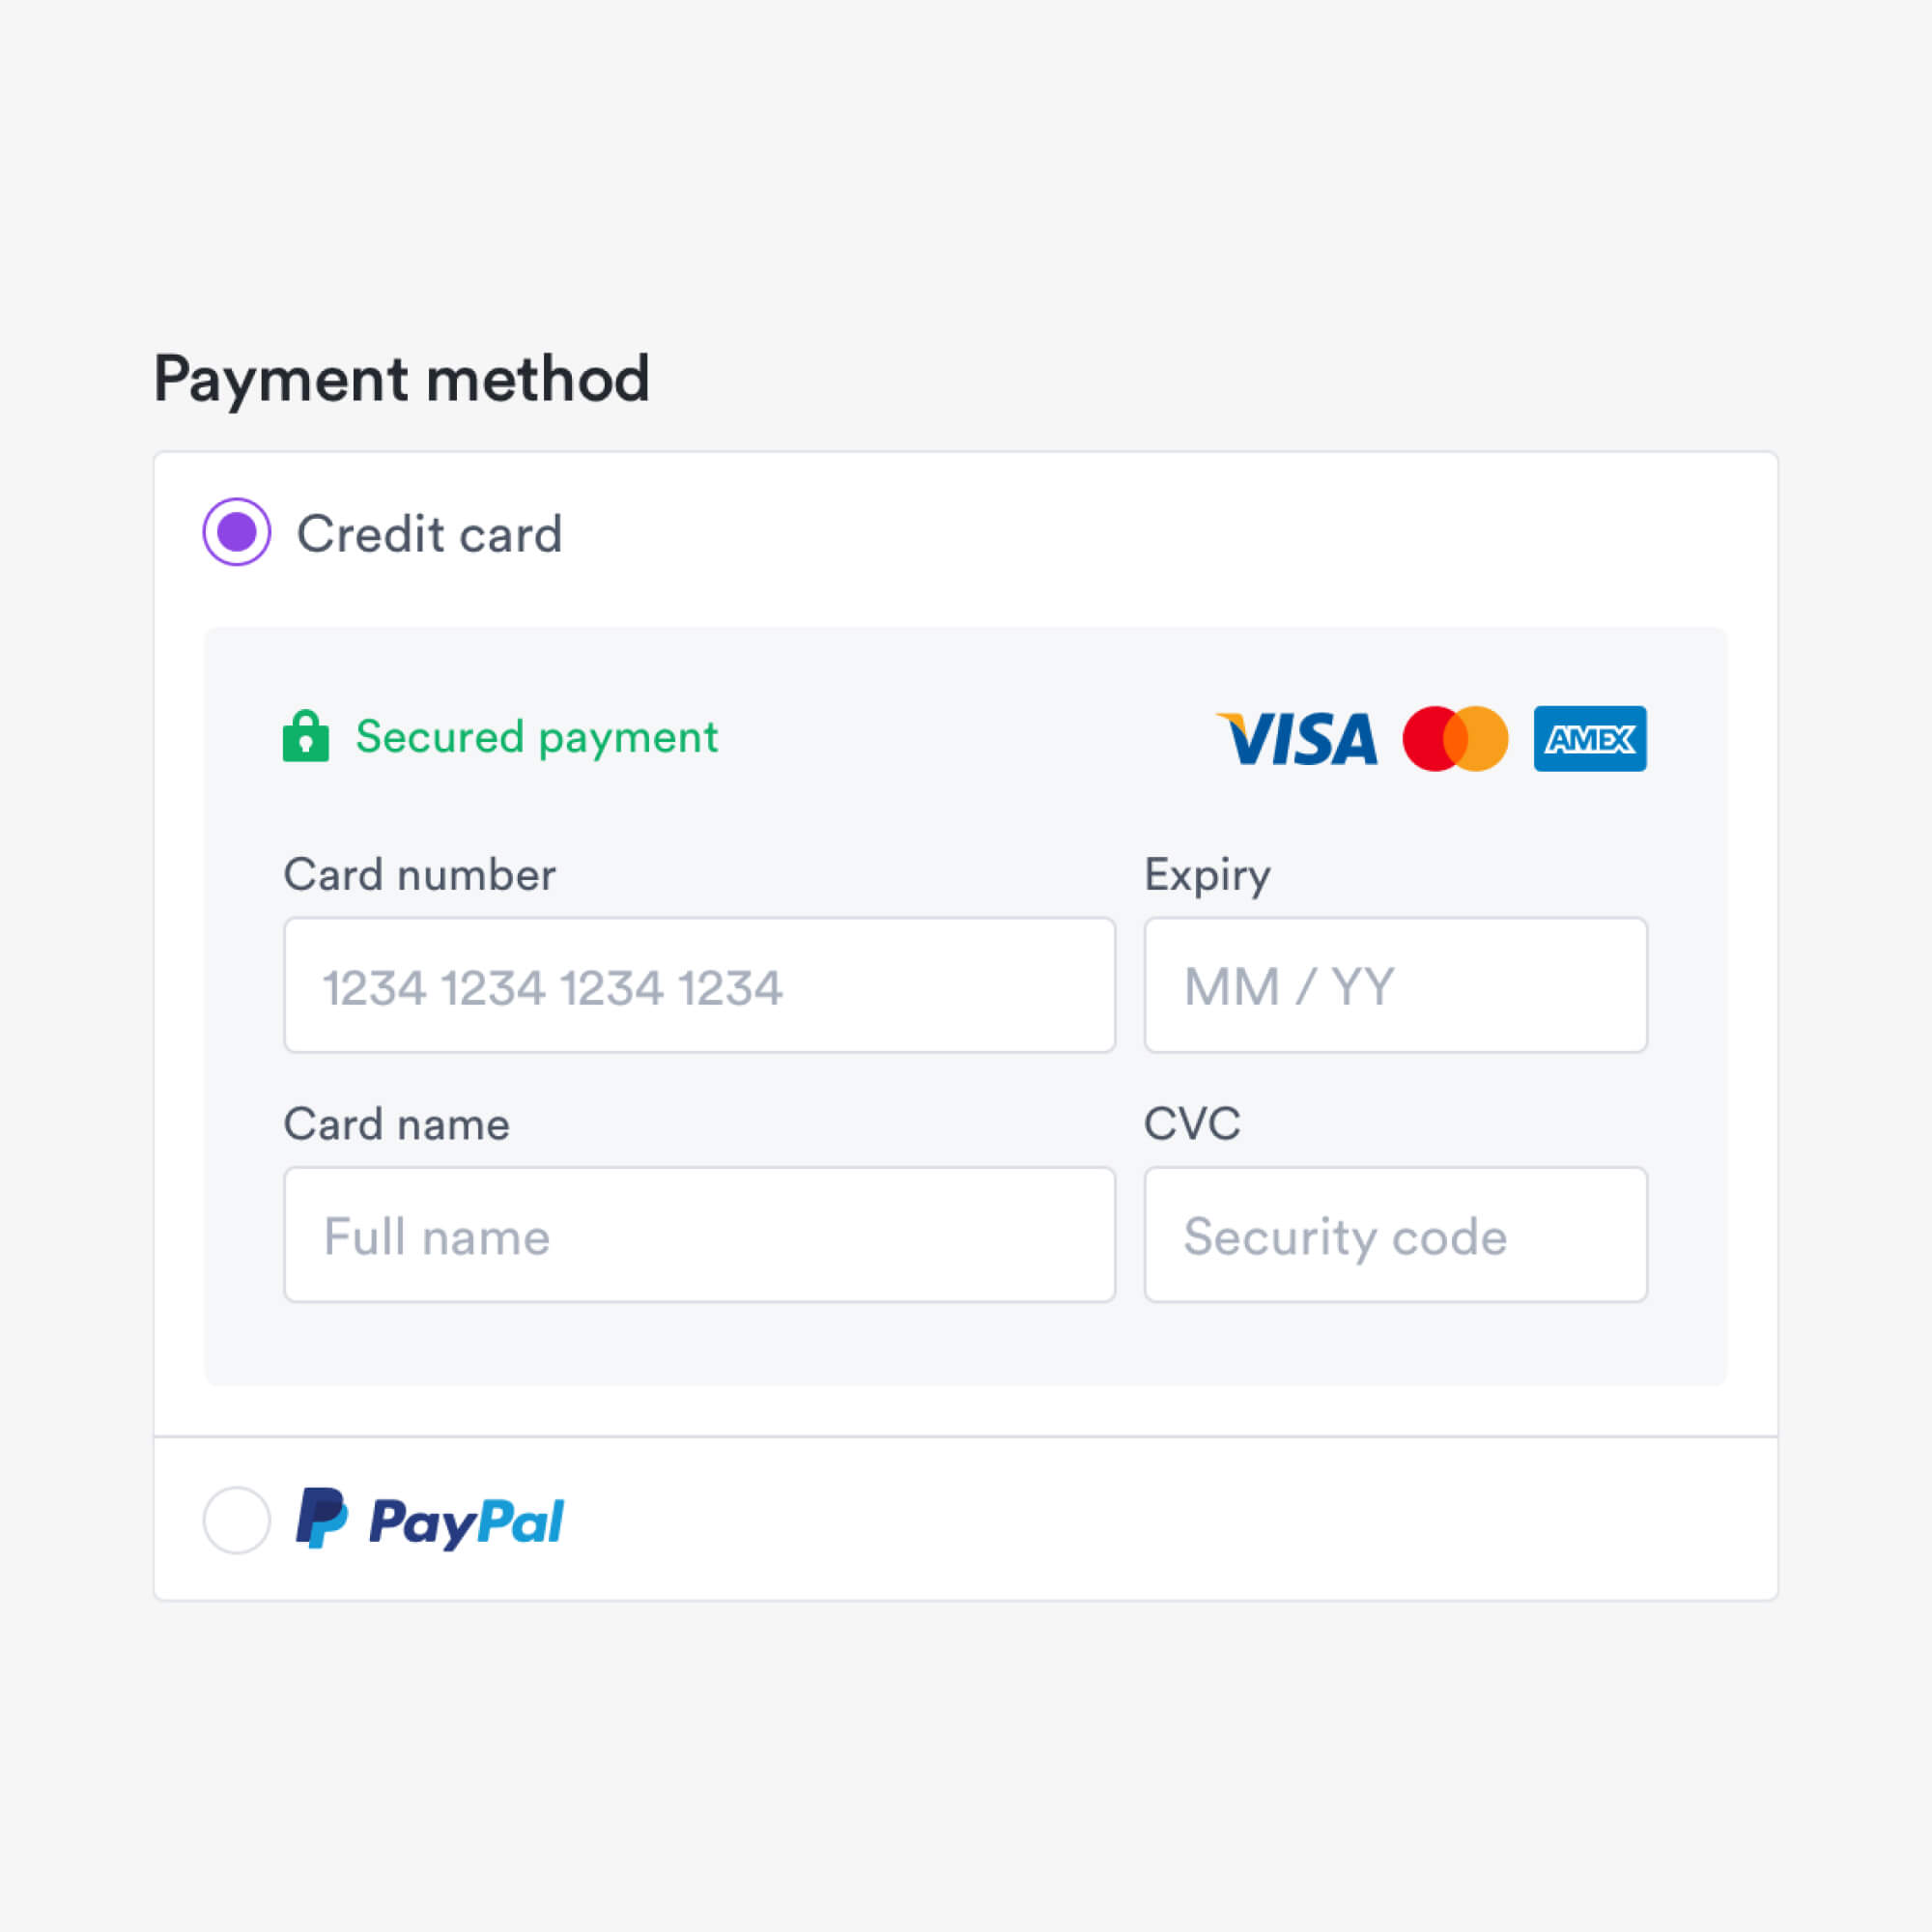 Payment method
Credit card
Secured payment
VISA
AMEX
Card number
Expiry
1234 1234 1234 1234
MM / YY
Card name
CVC
Full name
Security code
PayPal